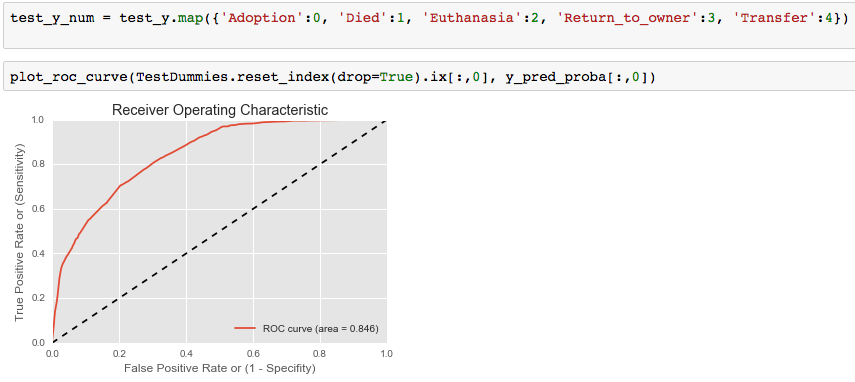 test_y_num = test_y.map({'Adoption':0, 'Died':1, 'Euthanasia':2, 'Return_to_owner':3, 'Transfer':4})
plot_roc_curve(TestDummies.reset_index(drop=True).ix[:,0], y_pred_proba[:,0])
Receiver Operating Characteristic
1.0
0.8
0.6
0.4
0.2
0.0
True Positive Rate or (Sensitivity)
ROC curve (area = 0.846)
0.0 0.2 0.4 0.6 0.8 1.0
False Positive Rate or (1 - Specifity)